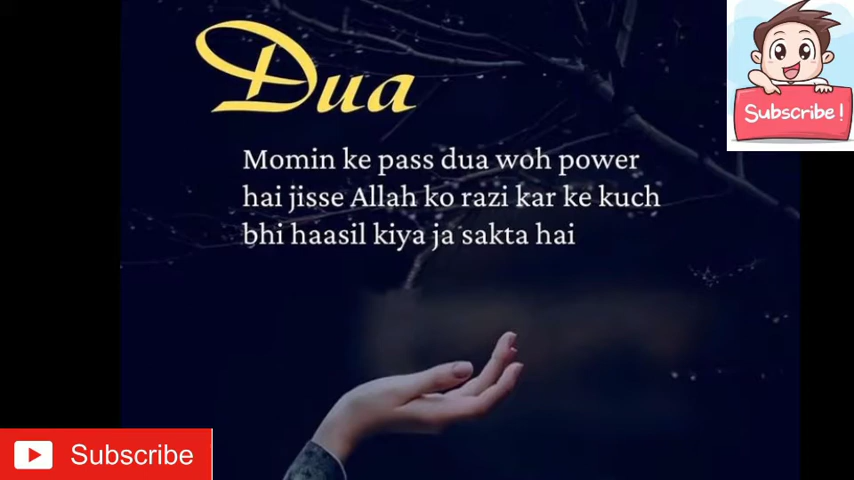 Dua
Subscribe!
Momin ke pass dua woh power
hai jisse Allah ko razi kar ke kuch
bhi haasil kiya ja sakta hai
Subscribe